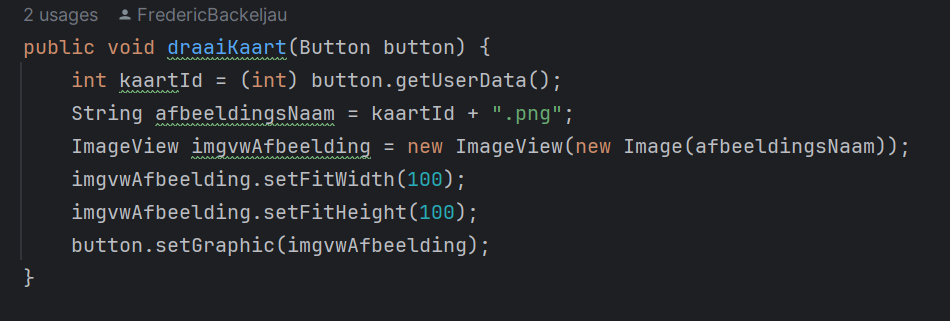 2 usages FredericBackeljau
public void draaiKaart(Button button) {
    int kaartId = (int) button.getUserData();
    String afbeeldingsNaam = kaartId + ".png";
    ImageView imgvwAfbeelding = new ImageView(new Image(afbeeldingsNaam));
    imgvwAfbeelding.setFitWidth(100);
    imgvwAfbeelding.setFitHeight(100);
    button.setGraphic(imgvwAfbeelding);
}